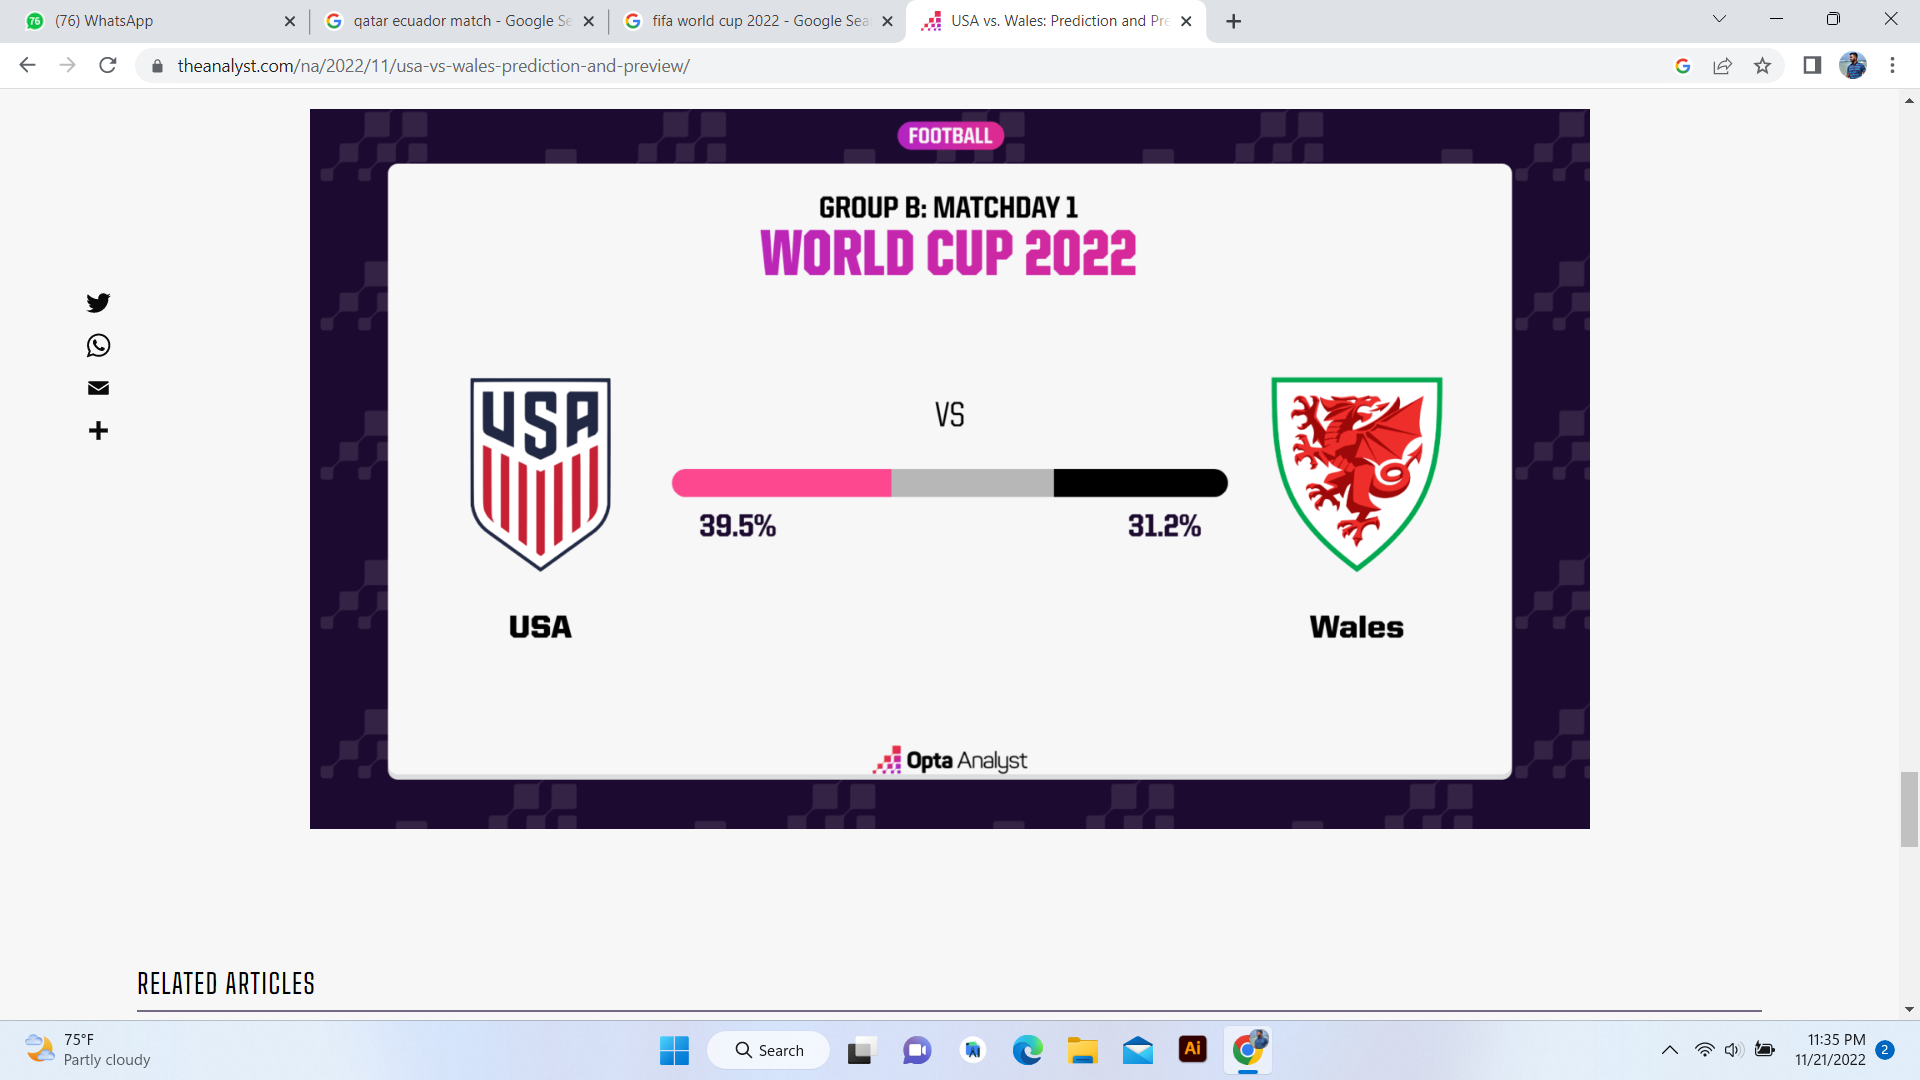 76
(76) WhatsApp
qatar ecuador match - Google Se
fifa world cup 2022 - Google Sea
USA vs. Wales: Prediction and Pre
theanalyst.com/na/2022/11/usa-vs-wales-prediction-and-preview/
FOOTBALL
GROUP B: MATCHDAY 1
WORLD CUP 2022
USA
VS
39.5%
31.2%
USA
Wales
Opta Analyst
RELATED ARTICLES
75°F
Partly cloudy
Search
Ai
11:35 PM
11/21/2022
2